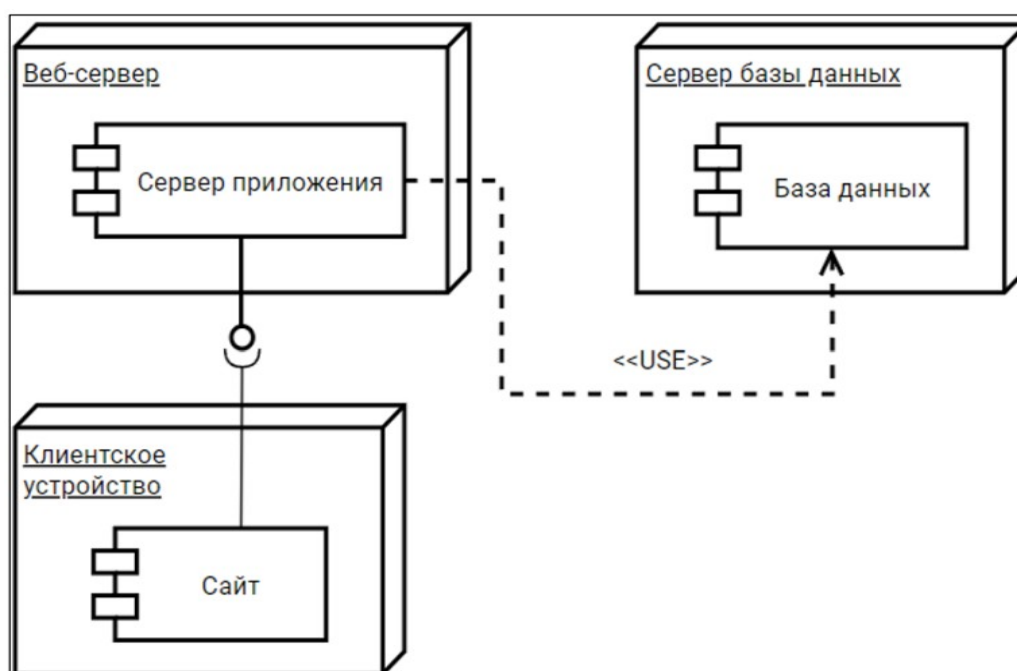 Веб-сервер
Сервер приложения
Сервер базы данных
База данных
<<USE>>
Клиентское
устройство
Сайт